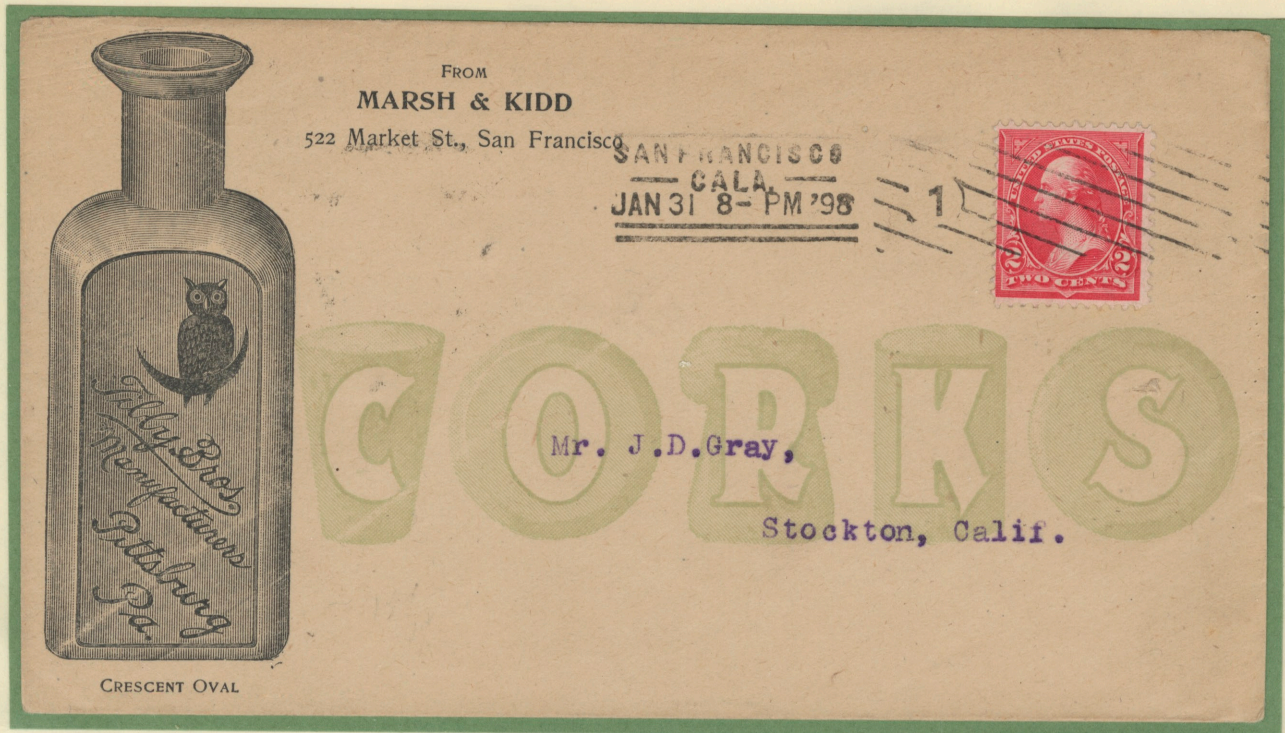 FROM
MARSH & KIDD
522 Market St., San Francisco
SAN FRANCISCO
CALA.
JAN 31 8- PM '98
1
UNITED STATES POSTAGE
2 2
TWO CENTS
CORKS
Mr. J.D.Gray,
Stockton, Calif.
Tilly Bros
Manufacturers
Pittsburg
Pa.
CRESCENT OVAL